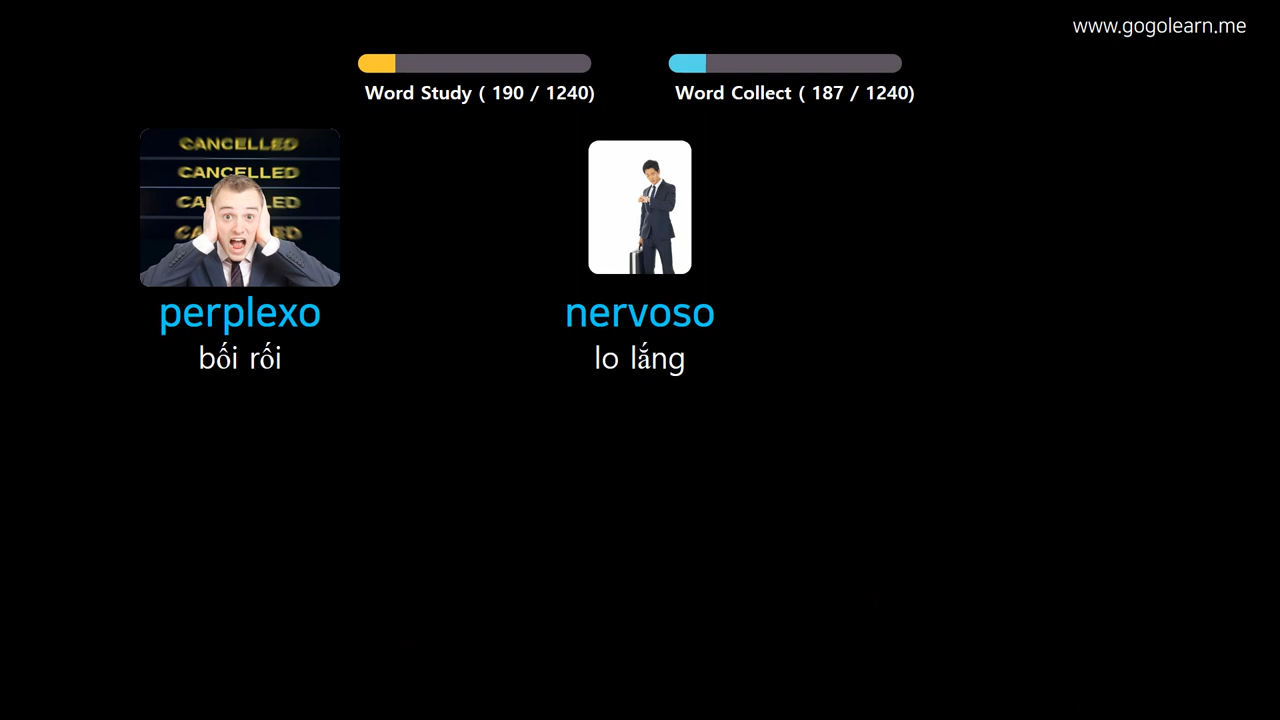 www.gogolearn.me
Word Study ( 190 / 1240)
Word Collect ( 187 / 1240)
CANCELLED
CANCELLED
perplexo
bối rối
nervoso
lo lắng